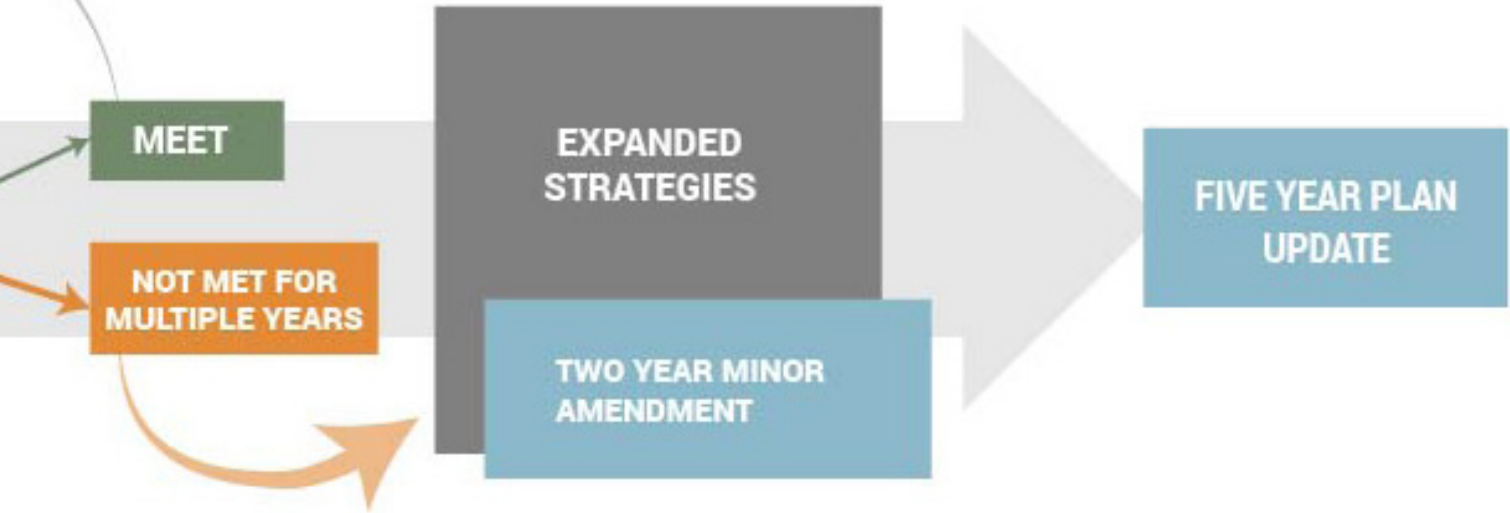 MEET
NOT MET FOR
MULTIPLE YEARS
EXPANDED
STRATEGIES
TWO YEAR MINOR
AMENDMENT
FIVE YEAR PLAN
UPDATE